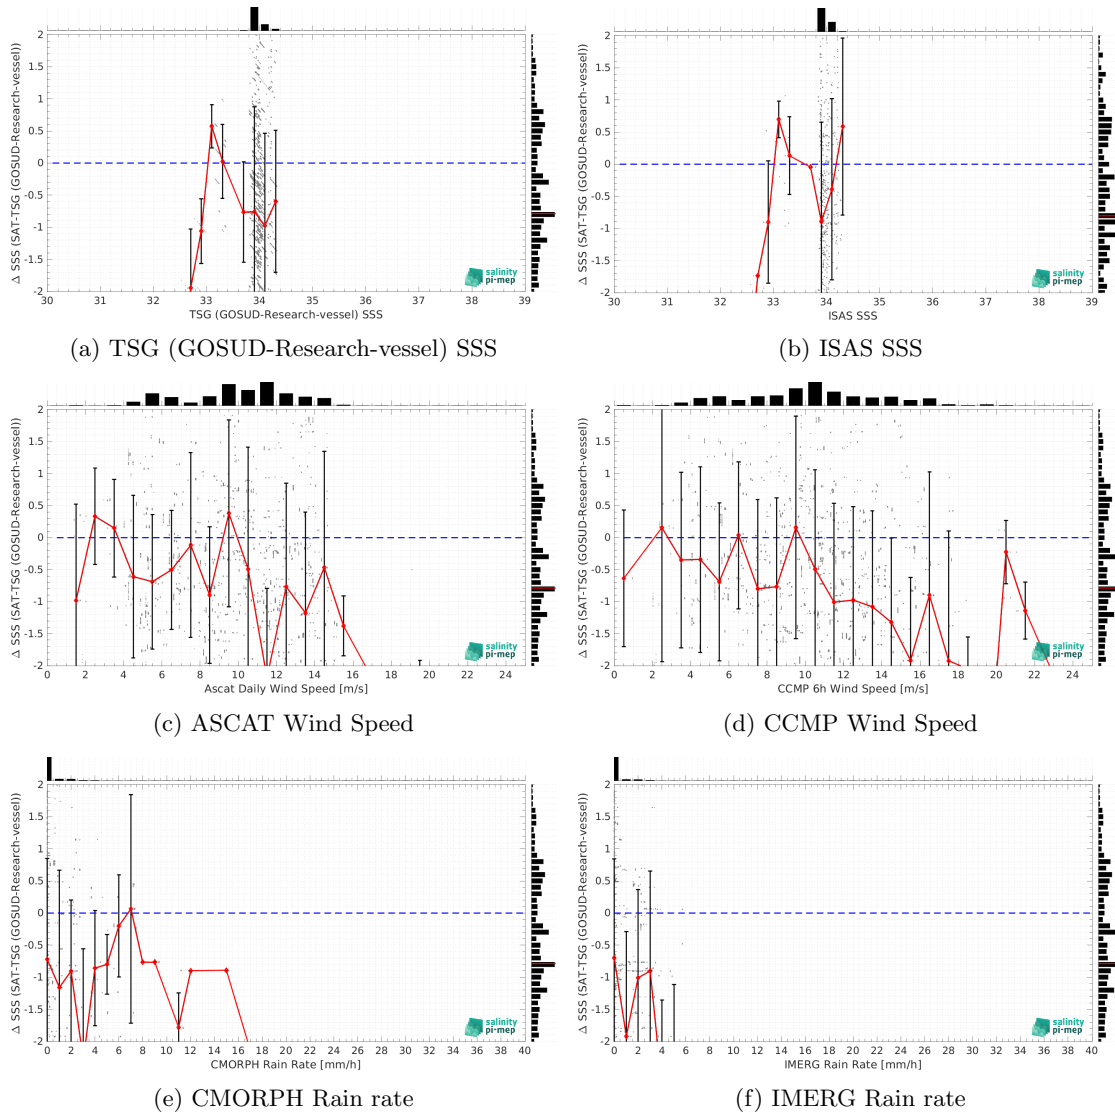 Δ SSS (SAT-TSG (GOSUD-Research-vessel))
2
1.5
1
0.5
0
-0.5
-1
-1.5
-2
30 31 32 33 34 35 36 37 38 39
TSG (GOSUD-Research-vessel) SSS
salinity
pi-mep
(a) TSG (GOSUD-Research-vessel) SSS
Δ SSS (SAT-TSG (GOSUD-Research-vessel))
2
1.5
1
0.5
0
-0.5
-1
-1.5
-2
30 31 32 33 34 35 36 37 38 39
ISAS SSS
salinity
pi-mep
(b) ISAS SSS
Δ SSS (SAT-TSG (GOSUD-Research-vessel))
2
1.5
1
0.5
0
-0.5
-1
-1.5
-2
0 2 4 6 8 10 12 14 16 18 20 22 24
Ascat Daily Wind Speed [m/s]
salinity
pi-mep
(c) ASCAT Wind Speed
Δ SSS (SAT-TSG (GOSUD-Research-vessel))
2
1.5
1
0.5
0
-0.5
-1
-1.5
-2
0 2 4 6 8 10 12 14 16 18 20 22 24
CCMP 6h Wind Speed [m/s]
salinity
pi-mep
(d) CCMP Wind Speed
Δ SSS (SAT-TSG (GOSUD-Research-vessel))
2
1.5
1
0.5
0
-0.5
-1
-1.5
-2
0 2 4 6 8 10 12 14 16 18 20 22 24 26 28 30 32 34 36 38 40
CMORPH Rain Rate [mm/h]
salinity
pi-mep
(e) CMORPH Rain rate
Δ SSS (SAT-TSG (GOSUD-Research-vessel))
2
1.5
1
0.5
0
-0.5
-1
-1.5
-2
0 2 4 6 8 10 12 14 16 18 20 22 24 26 28 30 32 34 36 38 40
IMERG Rain Rate [mm/h]
salinity
pi-mep
(f) IMERG Rain rate